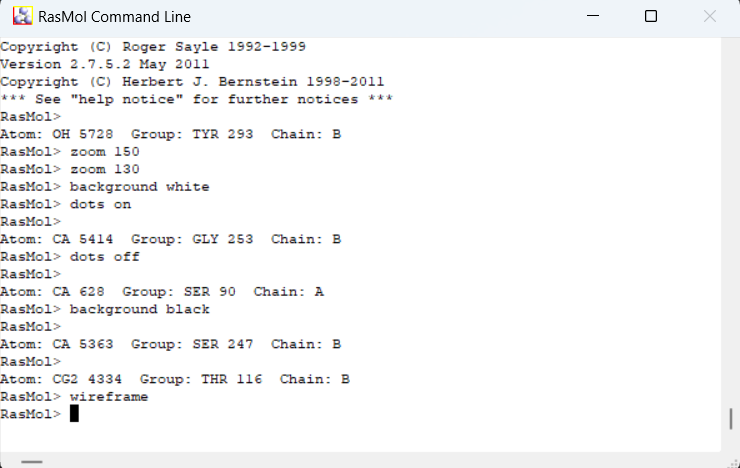 RasMol Command Line
Copyright (C) Roger Sayle 1992-1999
Version 2.7.5.2 May 2011
Copyright (C) Herbert J. Bernstein 1998-2011
*** See "help notice" for further notices ***
RasMol>
Atom: OH 5728  Group: TYR 293  Chain: B
RasMol> zoom 150
RasMol> zoom 130
RasMol> background white
RasMol> dots on
RasMol>
Atom: CA 5414  Group: GLY 253  Chain: B
RasMol> dots off
RasMol>
Atom: CA 628  Group: SER 90  Chain: A
RasMol> background black
RasMol>
Atom: CA 5363  Group: SER 247  Chain: B
RasMol>
Atom: CG2 4334  Group: THR 116  Chain: B
RasMol> wireframe
RasMol>